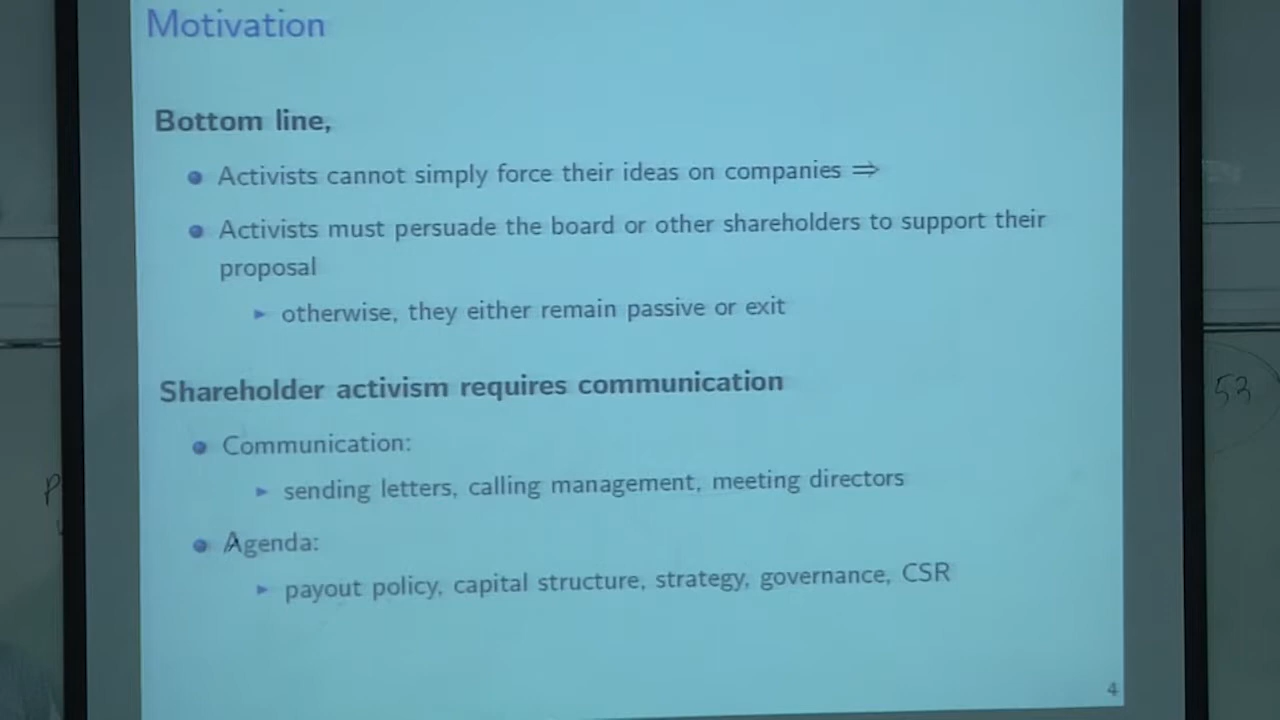 Motivation
Bottom line,
Activists cannot simply force their ideas on companies ⇒
Activists must persuade the board or other shareholders to support their
proposal
otherwise, they either remain passive or exit
Shareholder activism requires communication
Communication:
sending letters, calling management, meeting directors
Agenda:
payout policy, capital structure, strategy, governance, CSR
4
53
P